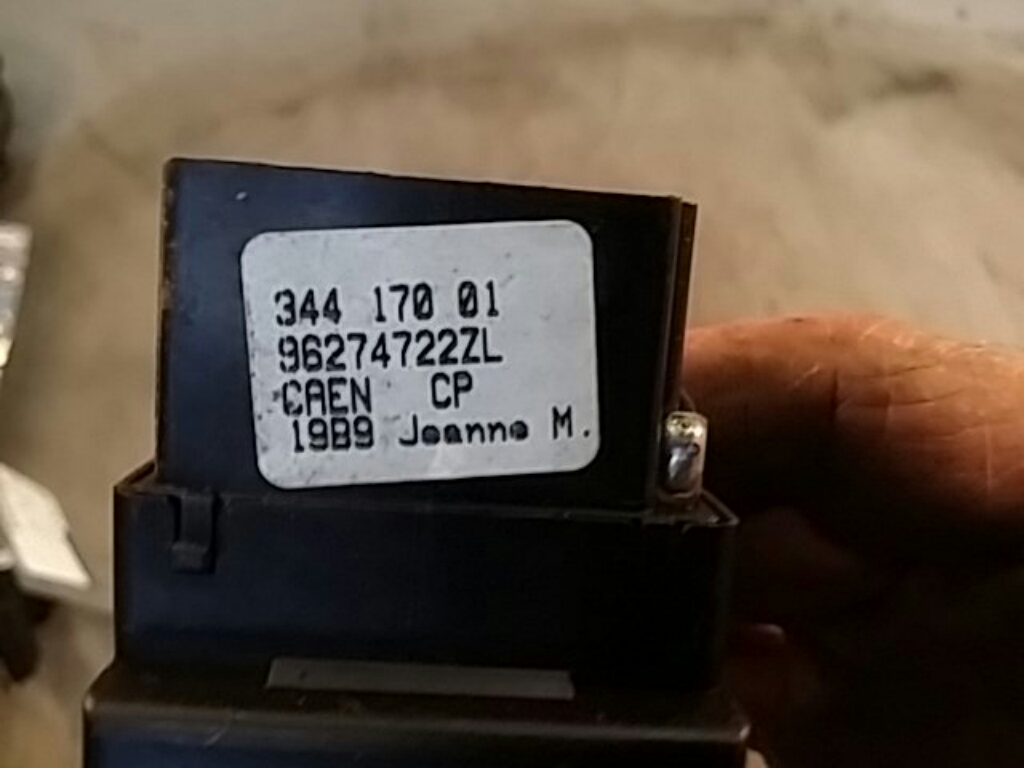 344 170 01
96274722ZL
CAEN CP
19B9 Jeanne M.